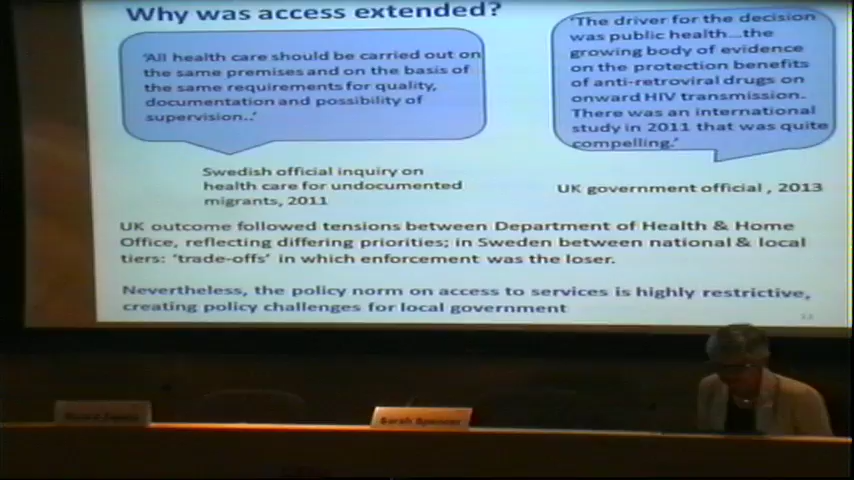 Why was access extended?
'All health care should be carried out on
the same premises and on the basis of
the same requirements for quality,
documentation and possibility of
supervision..'
Swedish official inquiry on
health care for undocumented
migrants, 2011
'The driver for the decision
was public health...the
growing body of evidence
on the protection benefits
of anti-retroviral drugs on
onward HIV transmission.
There was an international
study in 2011 that was quite
compelling.'
UK government official , 2013
UK outcome followed tensions between Department of Health & Home
Office, reflecting differing priorities; in Sweden between national & local
tiers: 'trade-offs' in which enforcement was the loser.
Nevertheless, the policy norm on access to services is highly restrictive,
creating policy challenges for local government
Sarah Spencer